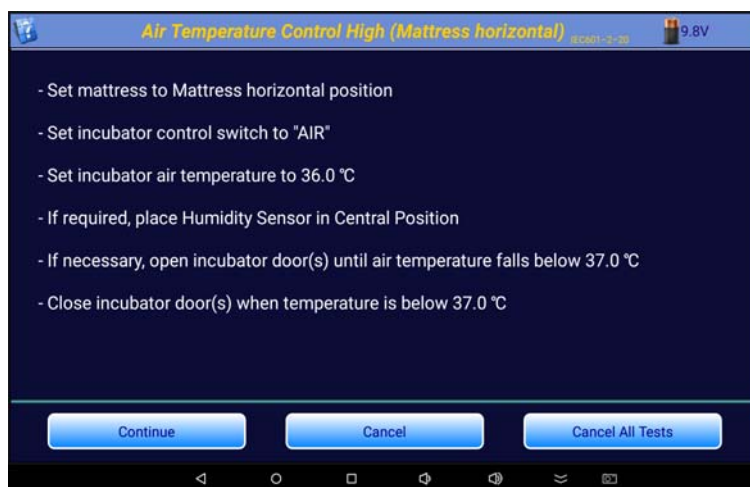 Air Temperature Control High (Mattress horizontal) IEC601-2-20
9.8V
- Set mattress to Mattress horizontal position
- Set incubator control switch to "AIR"
- Set incubator air temperature to 36.0 ℃
- If required, place Humidity Sensor in Central Position
- If necessary, open incubator door(s) until air temperature falls below 37.0 ℃
- Close incubator door(s) when temperature is below 37.0 ℃
Continue
Cancel
Cancel All Tests